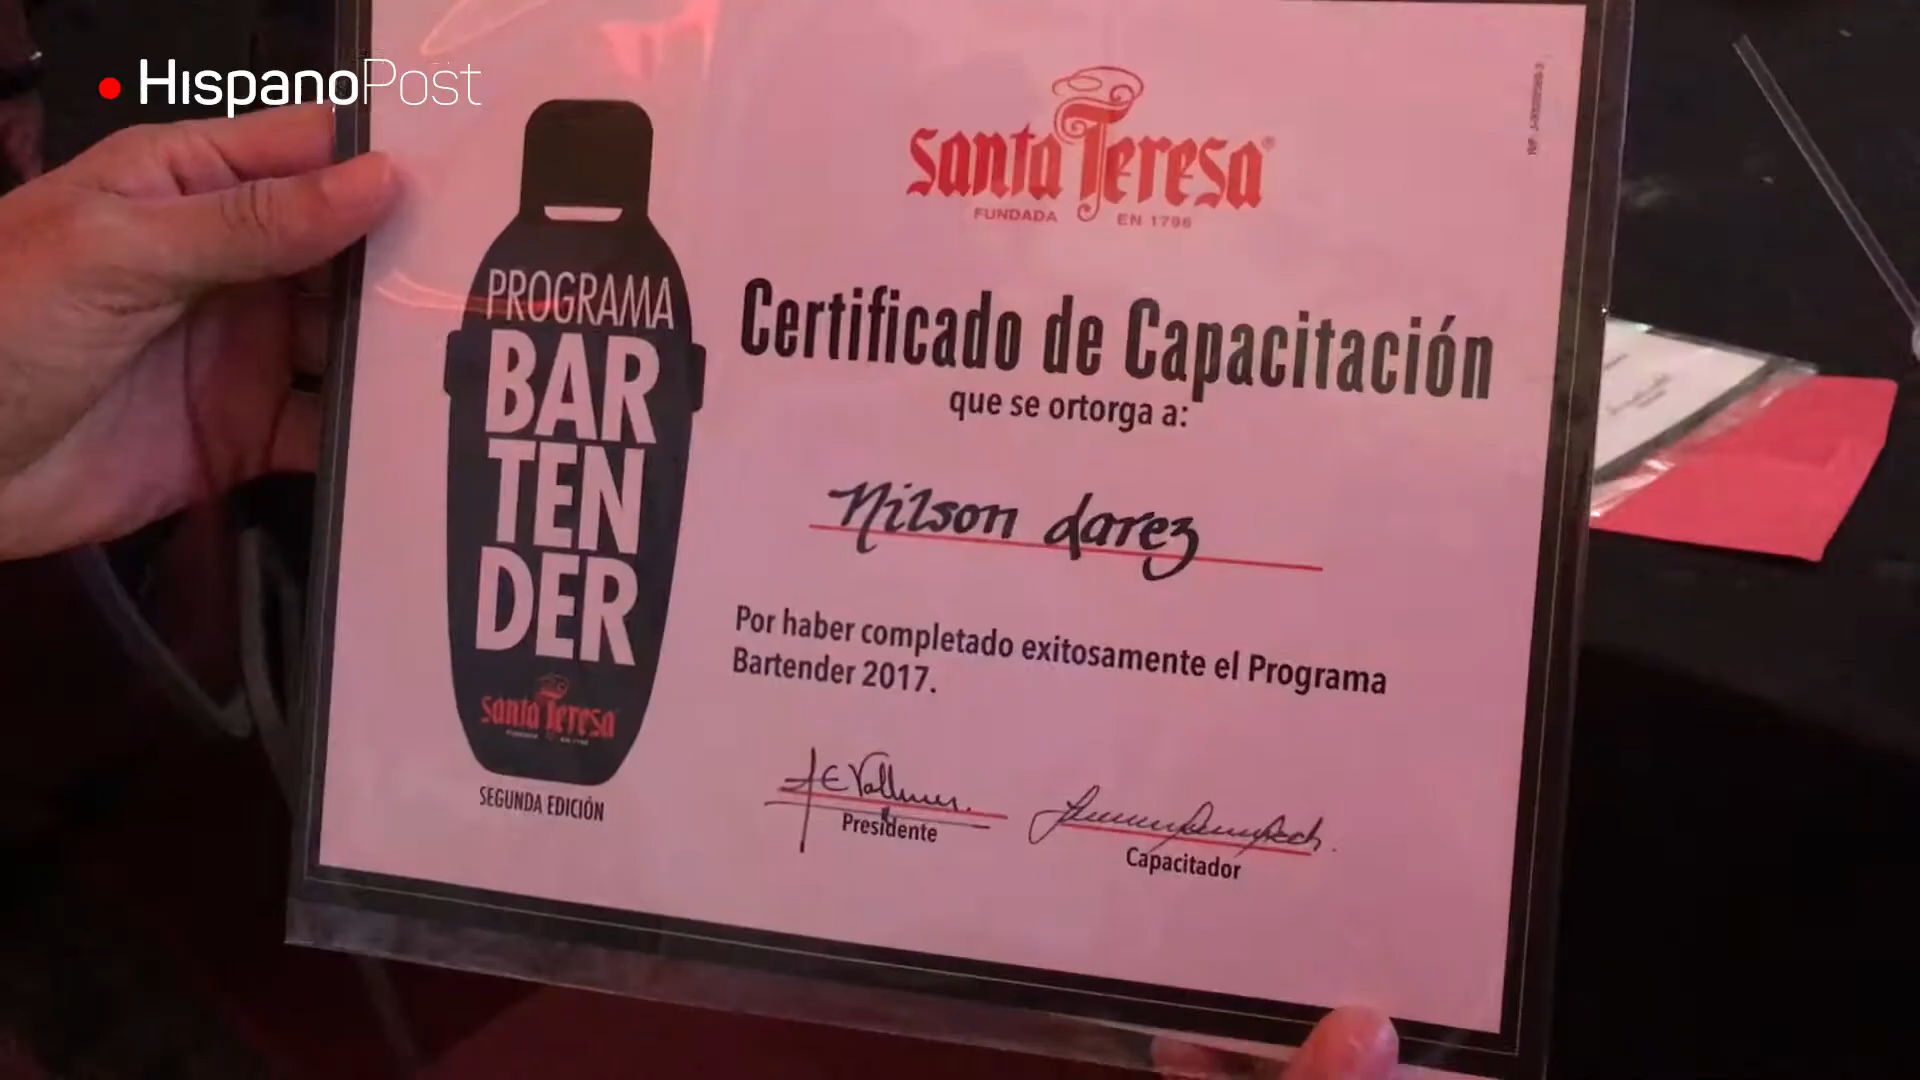 HispanoPost
Santa Teresa®
FUNDADA EN 1796
PROGRAMA
BAR
TEN
DER
Santa Teresa
SEGUNDA EDICIÓN
Certificado de Capacitación
que se ortorga a:
Nilson Larez
Por haber completado exitosamente el Programa
Bartender 2017.
Presidente
Capacitador